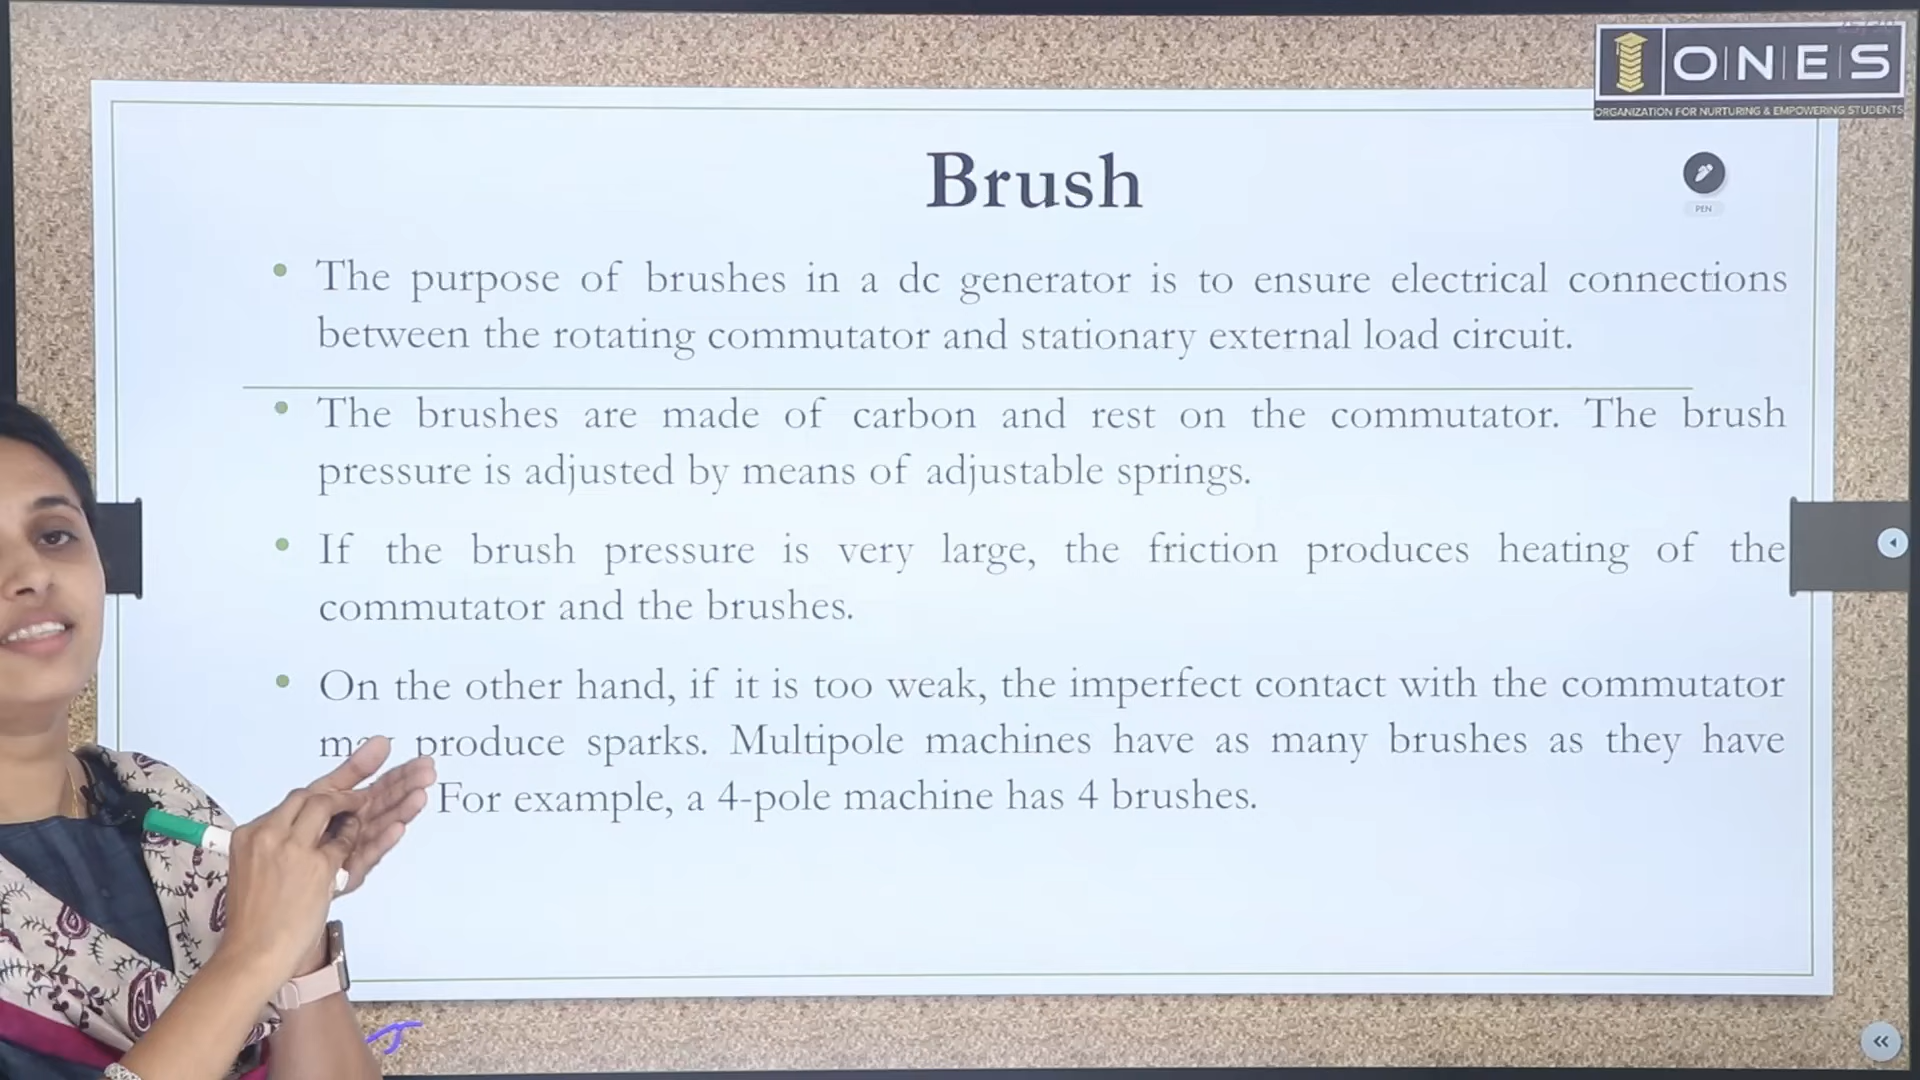 O|N|E|S
ORGANIZATION FOR NURTURING & EMPOWERING STUDENTS
Brush
PEN
• The purpose of brushes in a dc generator is to ensure electrical connections
between the rotating commutator and stationary external load circuit.
• The brushes are made of carbon and rest on the commutator. The brush
pressure is adjusted by means of adjustable springs.
• If the brush pressure is very large, the friction produces heating of the
commutator and the brushes.
• On the other hand, if it is too weak, the imperfect contact with the commutator
may produce sparks. Multipole machines have as many brushes as they have
For example, a 4-pole machine has 4 brushes.